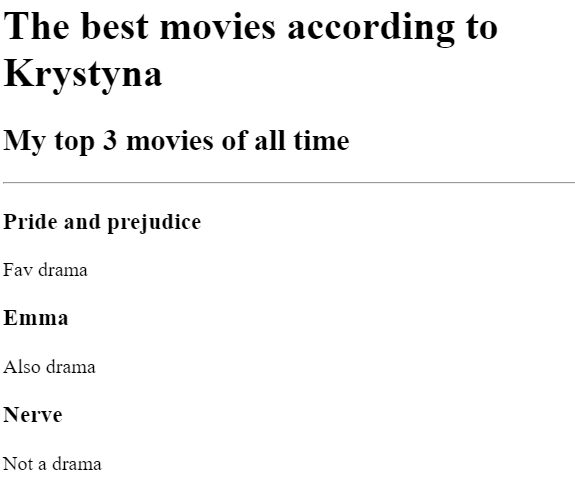 The best movies according to
Krystyna
My top 3 movies of all time
Pride and prejudice
Fav drama
Emma
Also drama
Nerve
Not a drama